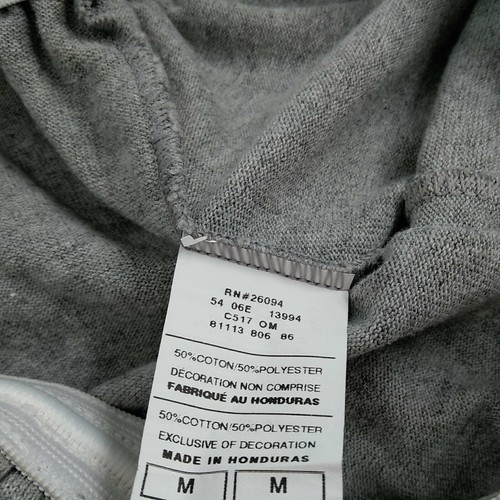 RN#26094
54 06E 13994
C517 OM
81113 806 86
50%COTON/50%POLYESTER
DÉCORATION NON COMPRISE
FABRIQUÉ AU HONDURAS
50%COTTON/50%POLYESTER
EXCLUSIVE OF DECORATION
MADE IN HONDURAS
M M